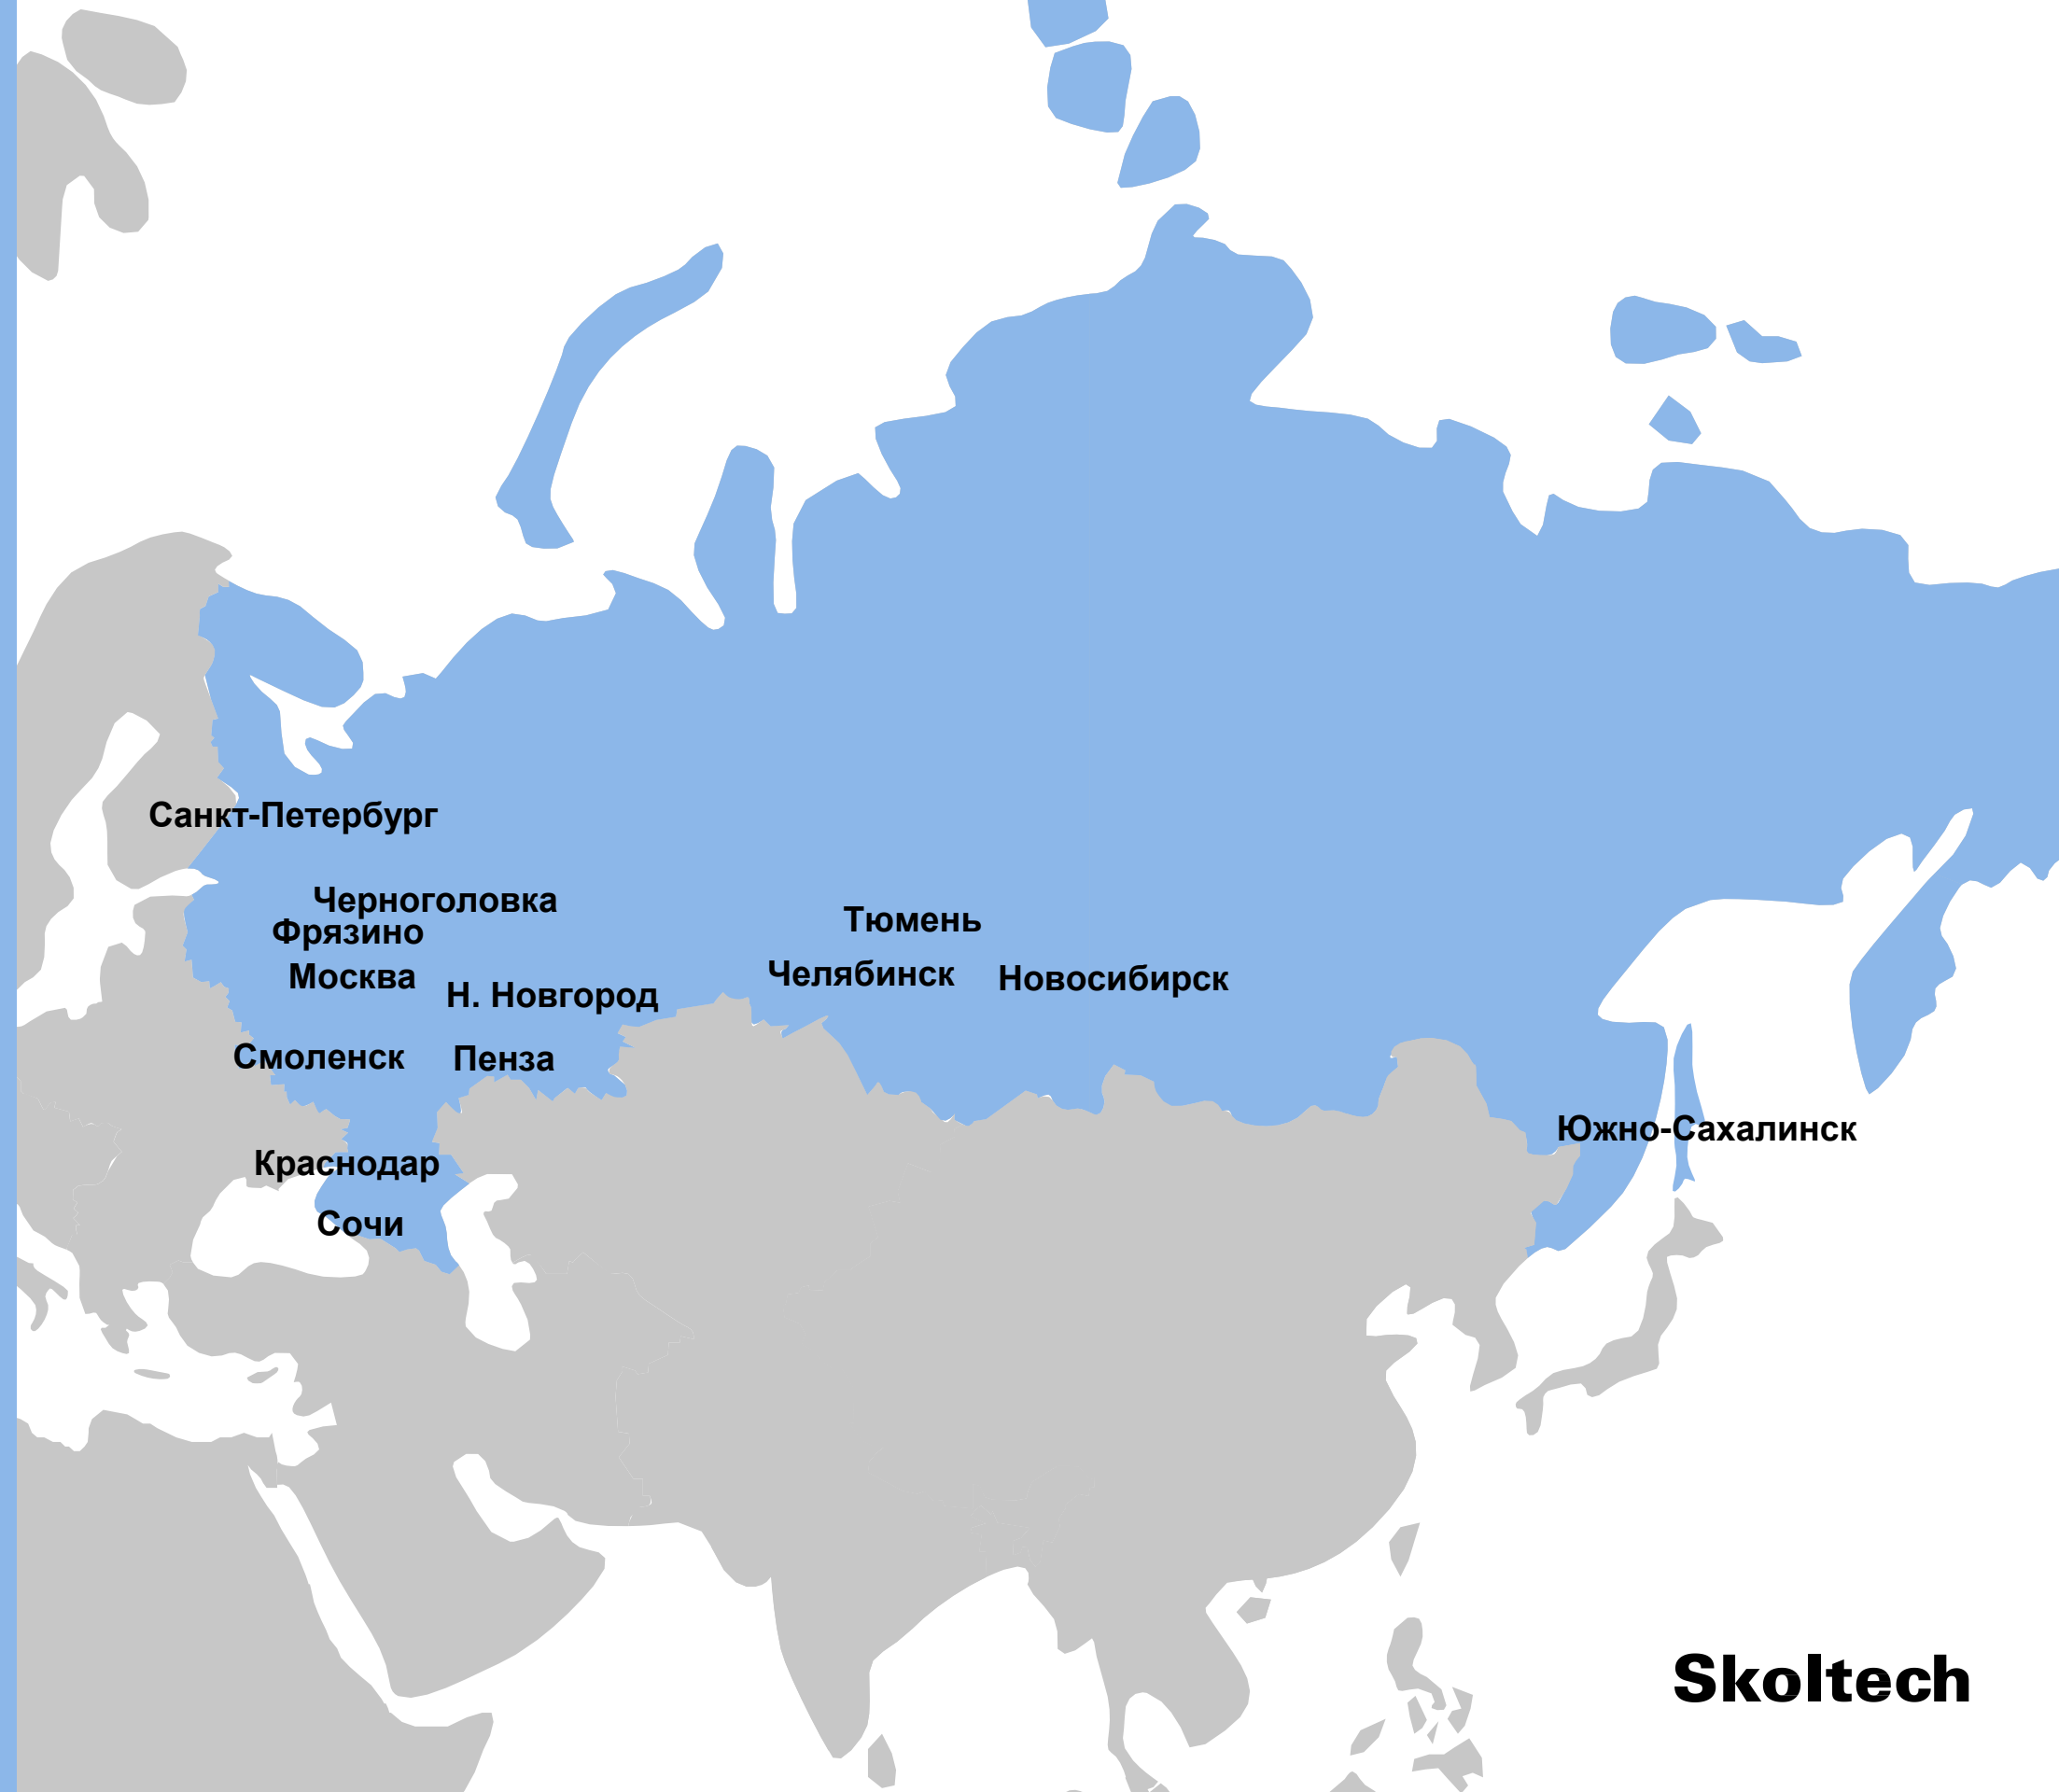 Санкт-Петербург
Черноголовка
Фрязино
Москва
Н. Новгород
Смоленск
Пенза
Краснодар
Сочи
Тюмень
Челябинск
Новосибирск
Южно-Сахалинск
Skoltech